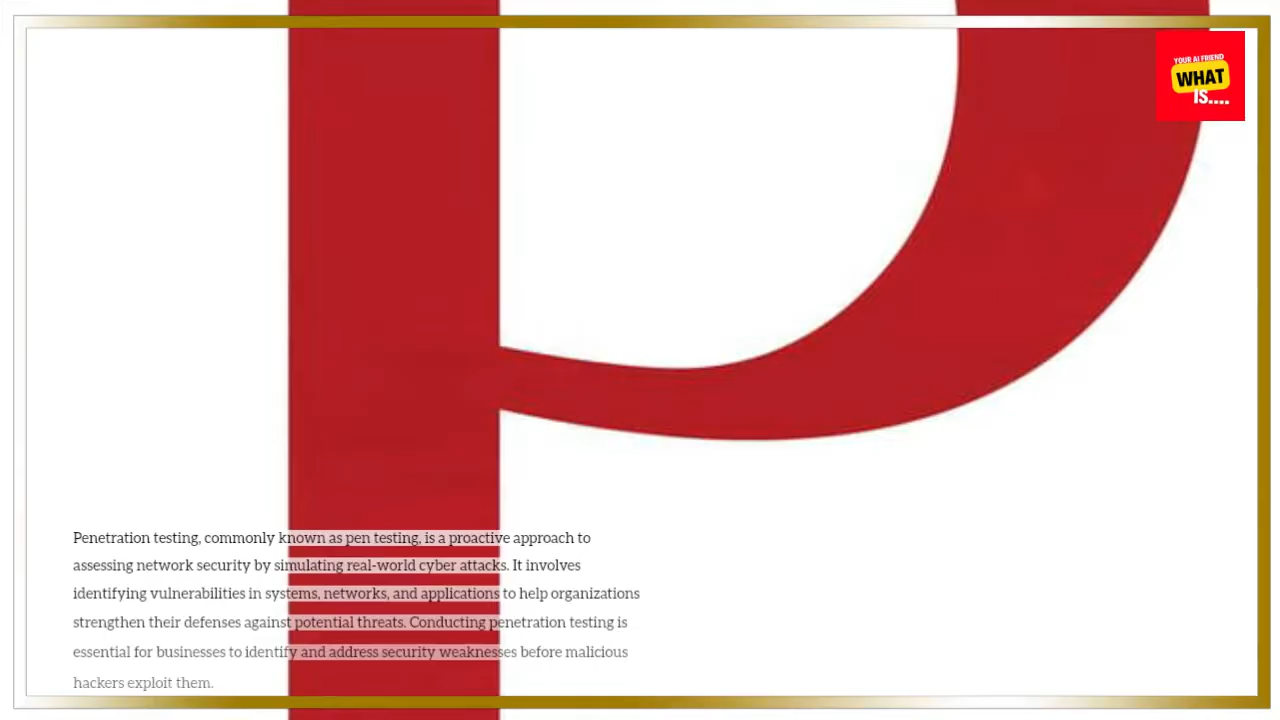 P
YOUR AI FRIEND
WHAT
IS....
Penetration testing, commonly known as pen testing, is a proactive approach to
assessing network security by simulating real-world cyber attacks. It involves
identifying vulnerabilities in systems, networks, and applications to help organizations
strengthen their defenses against potential threats. Conducting penetration testing is
essential for businesses to identify and address security weaknesses before malicious
hackers exploit them.